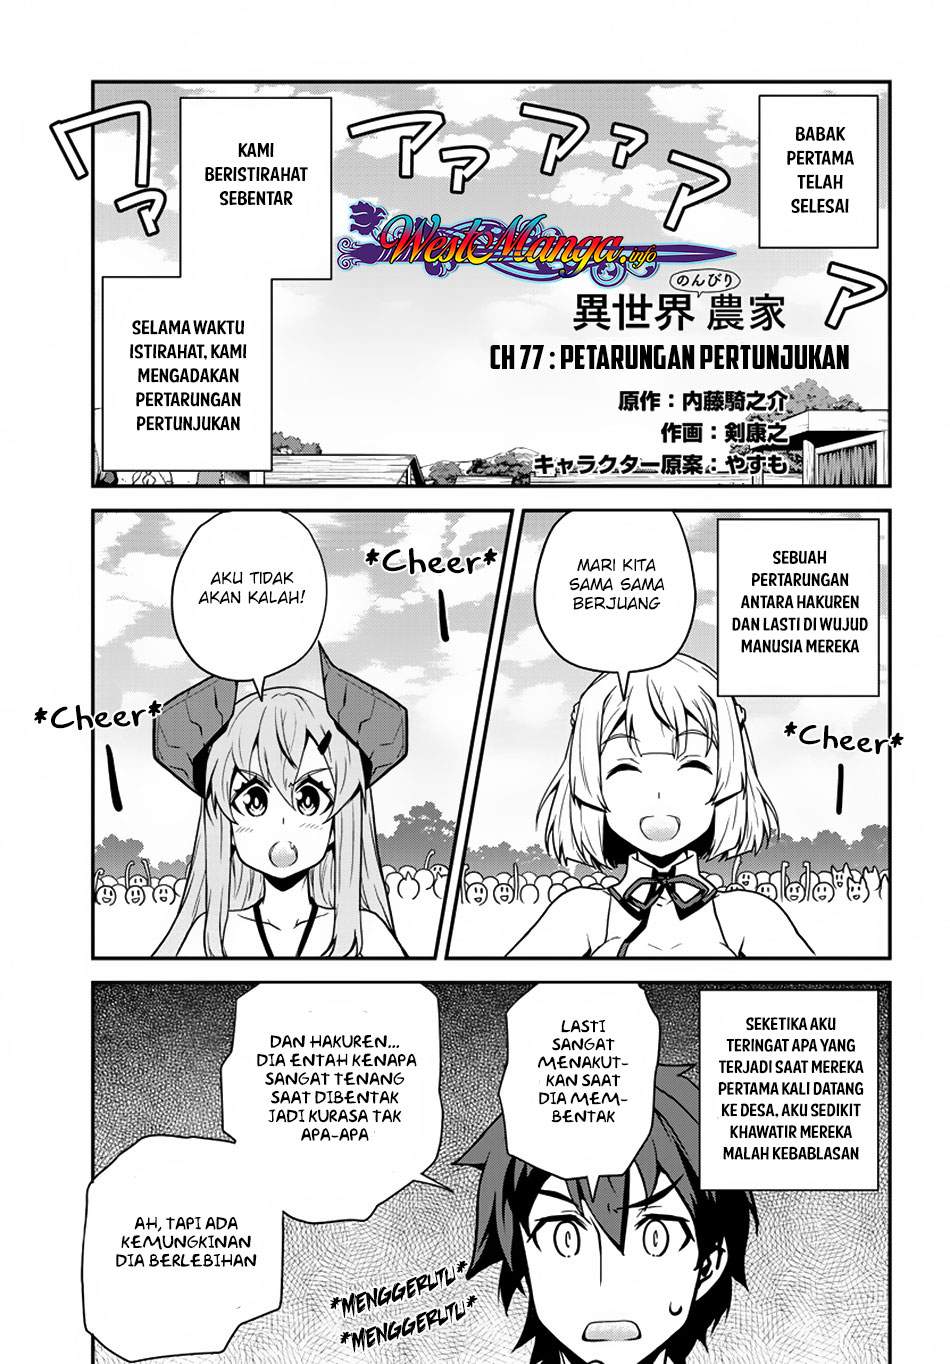 BABAK
PERTAMA
TELAH
SELESAI
KAMI
BERISTIRAHAT
SEBENTAR
SELAMA WAKTU
ISTIRAHAT, KAMI
MENGADAKAN
PERTARUNGAN
PERTUNJUKAN
ワァ
アァ
アァァ
ア
WestManga.info
のんびり
異世界 農家
CH 77 : PETARUNGAN PERTUNJUKAN
原作：内藤騎之介
作画：剣康之
キャラクター原案：やすも
SEBUAH
PERTARUNGAN
ANTARA HAKUREN
DAN LASTI DI WUJUD
MANUSIA MEREKA
MARI KITA
SAMA SAMA
BERJUANG
*Cheer*
*Cheer*
AKU TIDAK
AKAN KALAH!
*Cheer*
SEKETIKA AKU
TERINGAT APA YANG
TERJADI SAAT MEREKA
PERTAMA KALI DATANG
KE DESA, AKU SEDIKIT
KHAWATIR MEREKA
MALAH KEBABLASAN
LASTI
SANGAT
MENAKUT-
KAN SAAT
DIA MEM-
BENTAK
DAN HAKUREN...
DIA ENTAH KENAPA
SANGAT TENANG
SAAT DIBENTAK
JADI KURASA TAK
APA-APA
AH, TAPI ADA
KEMUNGKINAN
DIA BERLEBIHAN
*MENGGERUTU*
*MENGGERUTU*